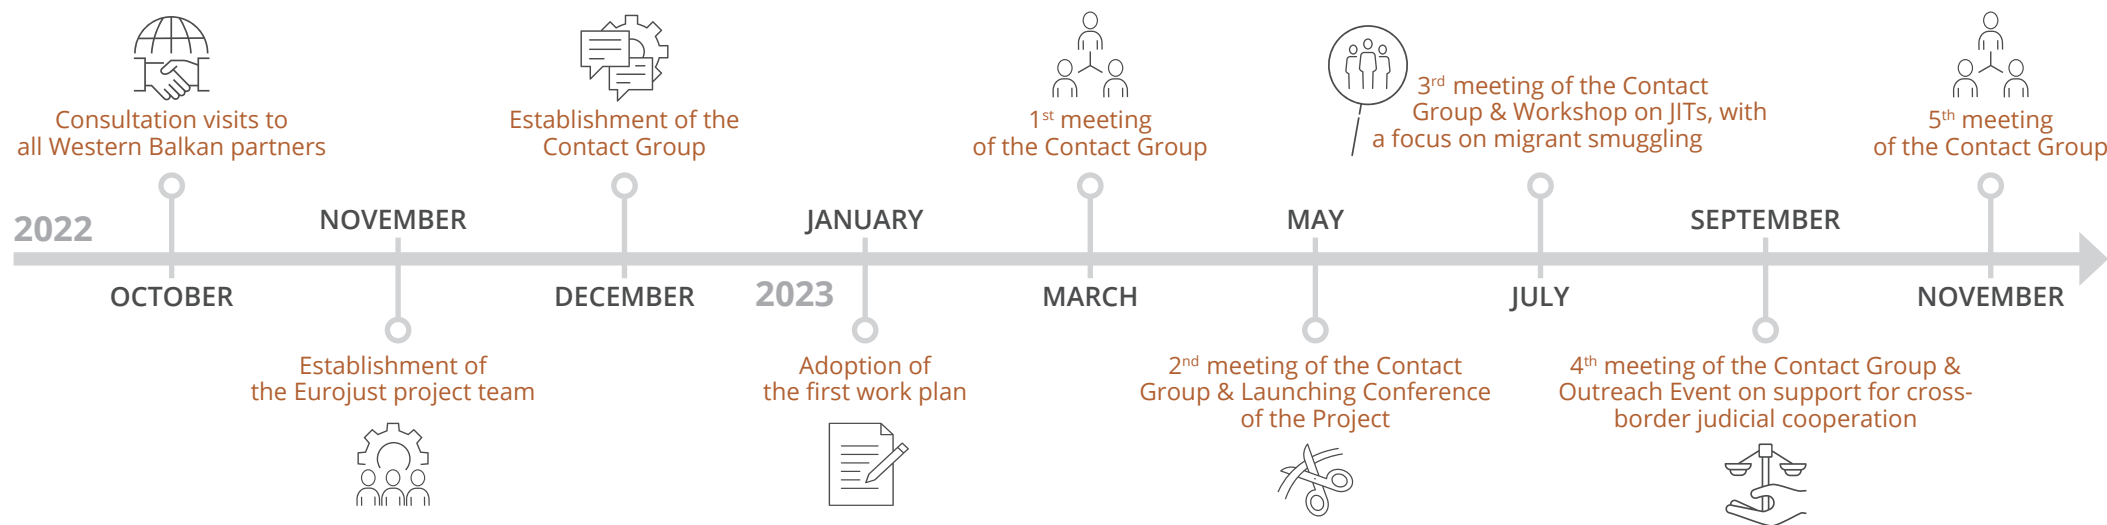 Consultation visits to
all Western Balkan partners
Establishment of the
Contact Group
1st meeting
of the Contact Group
3rd meeting of the Contact
Group & Workshop on JITs, with
a focus on migrant smuggling
5th meeting
of the Contact Group
2022
NOVEMBER
JANUARY
MAY
SEPTEMBER
OCTOBER
DECEMBER
2023
MARCH
JULY
NOVEMBER
Establishment of
the Eurojust project team
Adoption of
the first work plan
2nd meeting of the Contact
Group & Launching Conference
of the Project
4th meeting of the Contact Group &
Outreach Event on support for cross-
border judicial cooperation